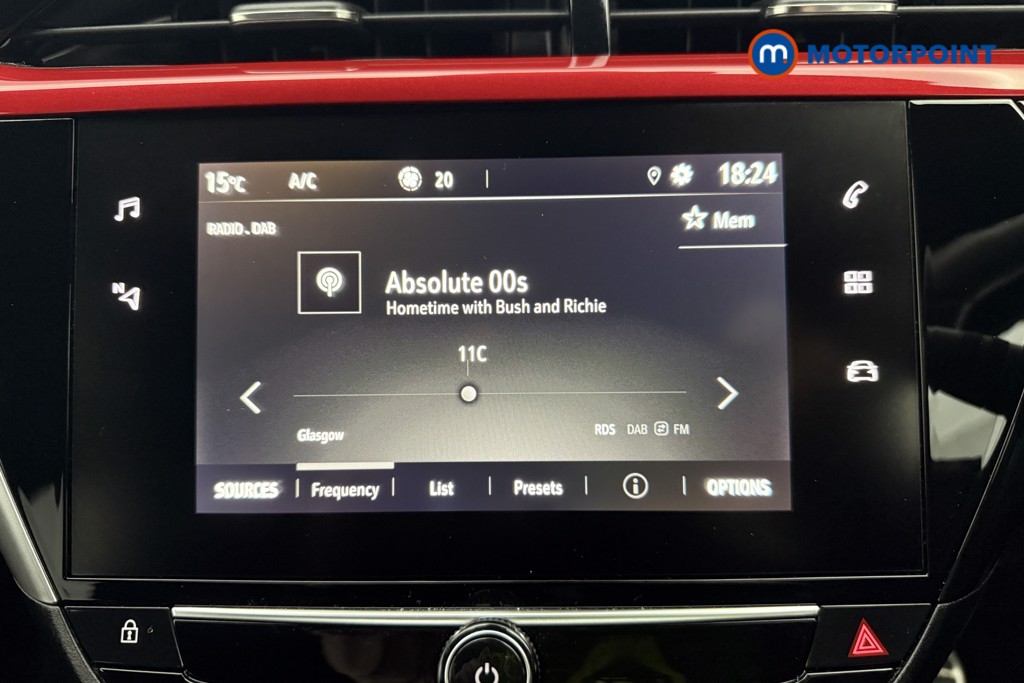 m MOTORPOINT
15°C A/C 20 18:24
RADIO.DAB
Mem
N
Absolute 00s
Hometime with Bush and Richie
11C
Glasgow
RDS DAB FM
SOURCES Frequency List Presets i OPTIONS